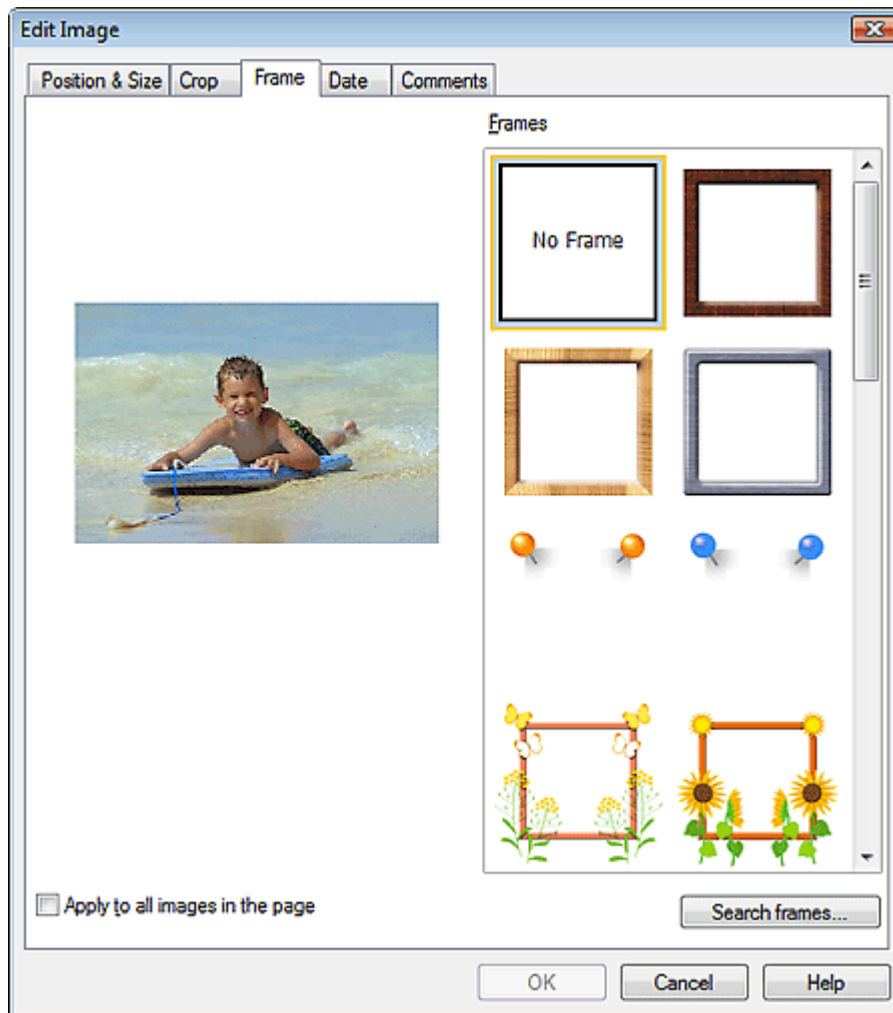 Edit Image
Position & Size Crop Frame Date Comments
Frames
No Frame
Apply to all images in the page
Search frames...
OK Cancel Help